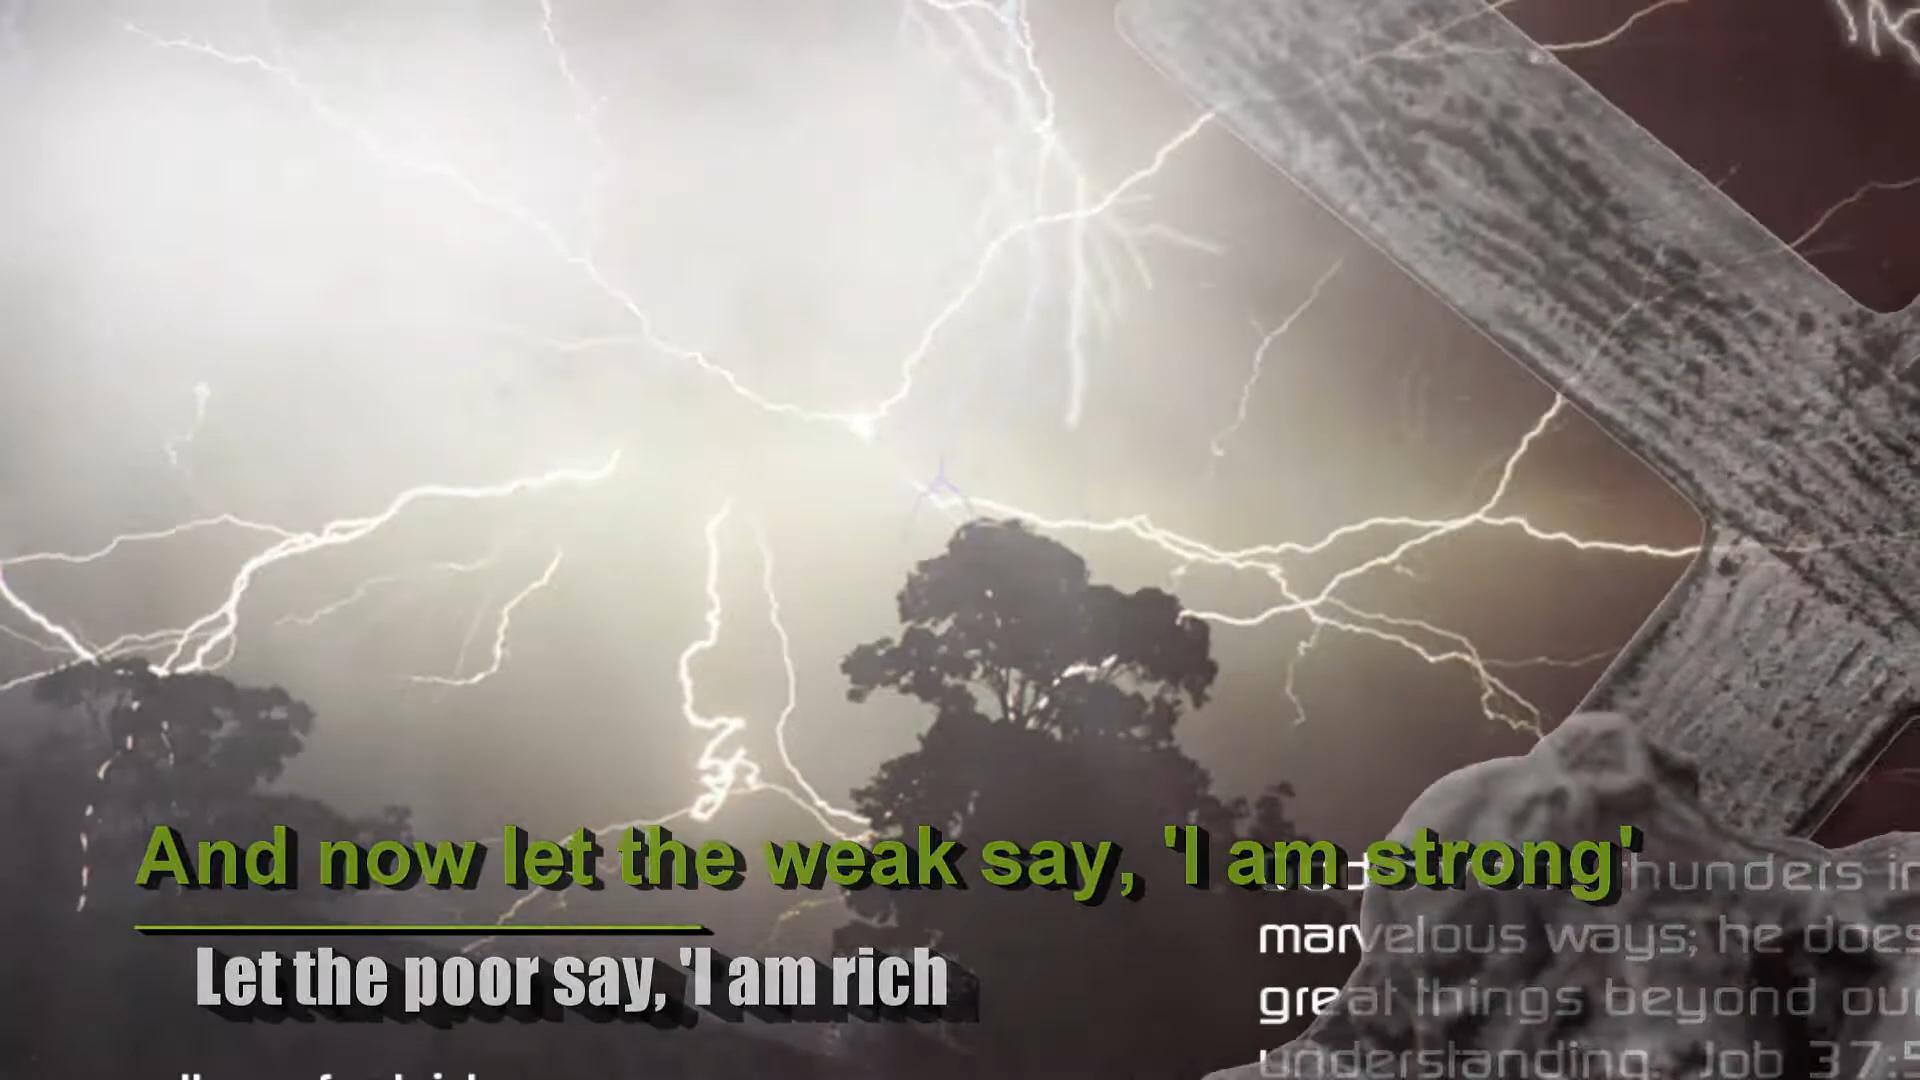 And now let the weak say, 'I am strong'
Let the poor say, 'I am rich
hunders in
marvelous ways; he does
great things beyond our
understanding. Job 37:5